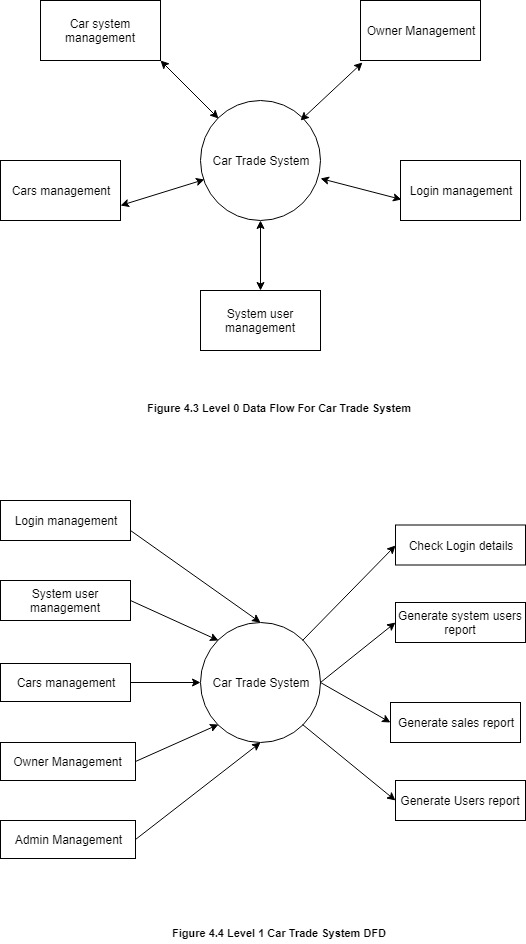 Car system
management
Owner Management
Car Trade System
Cars management
Login management
System user
management
Figure 4.3 Level 0 Data Flow For Car Trade System
Login management
Check Login details
System user
management
Generate system users
report
Cars management
Car Trade System
Generate sales report
Owner Management
Generate Users report
Admin Management
Figure 4.4 Level 1 Car Trade System DFD